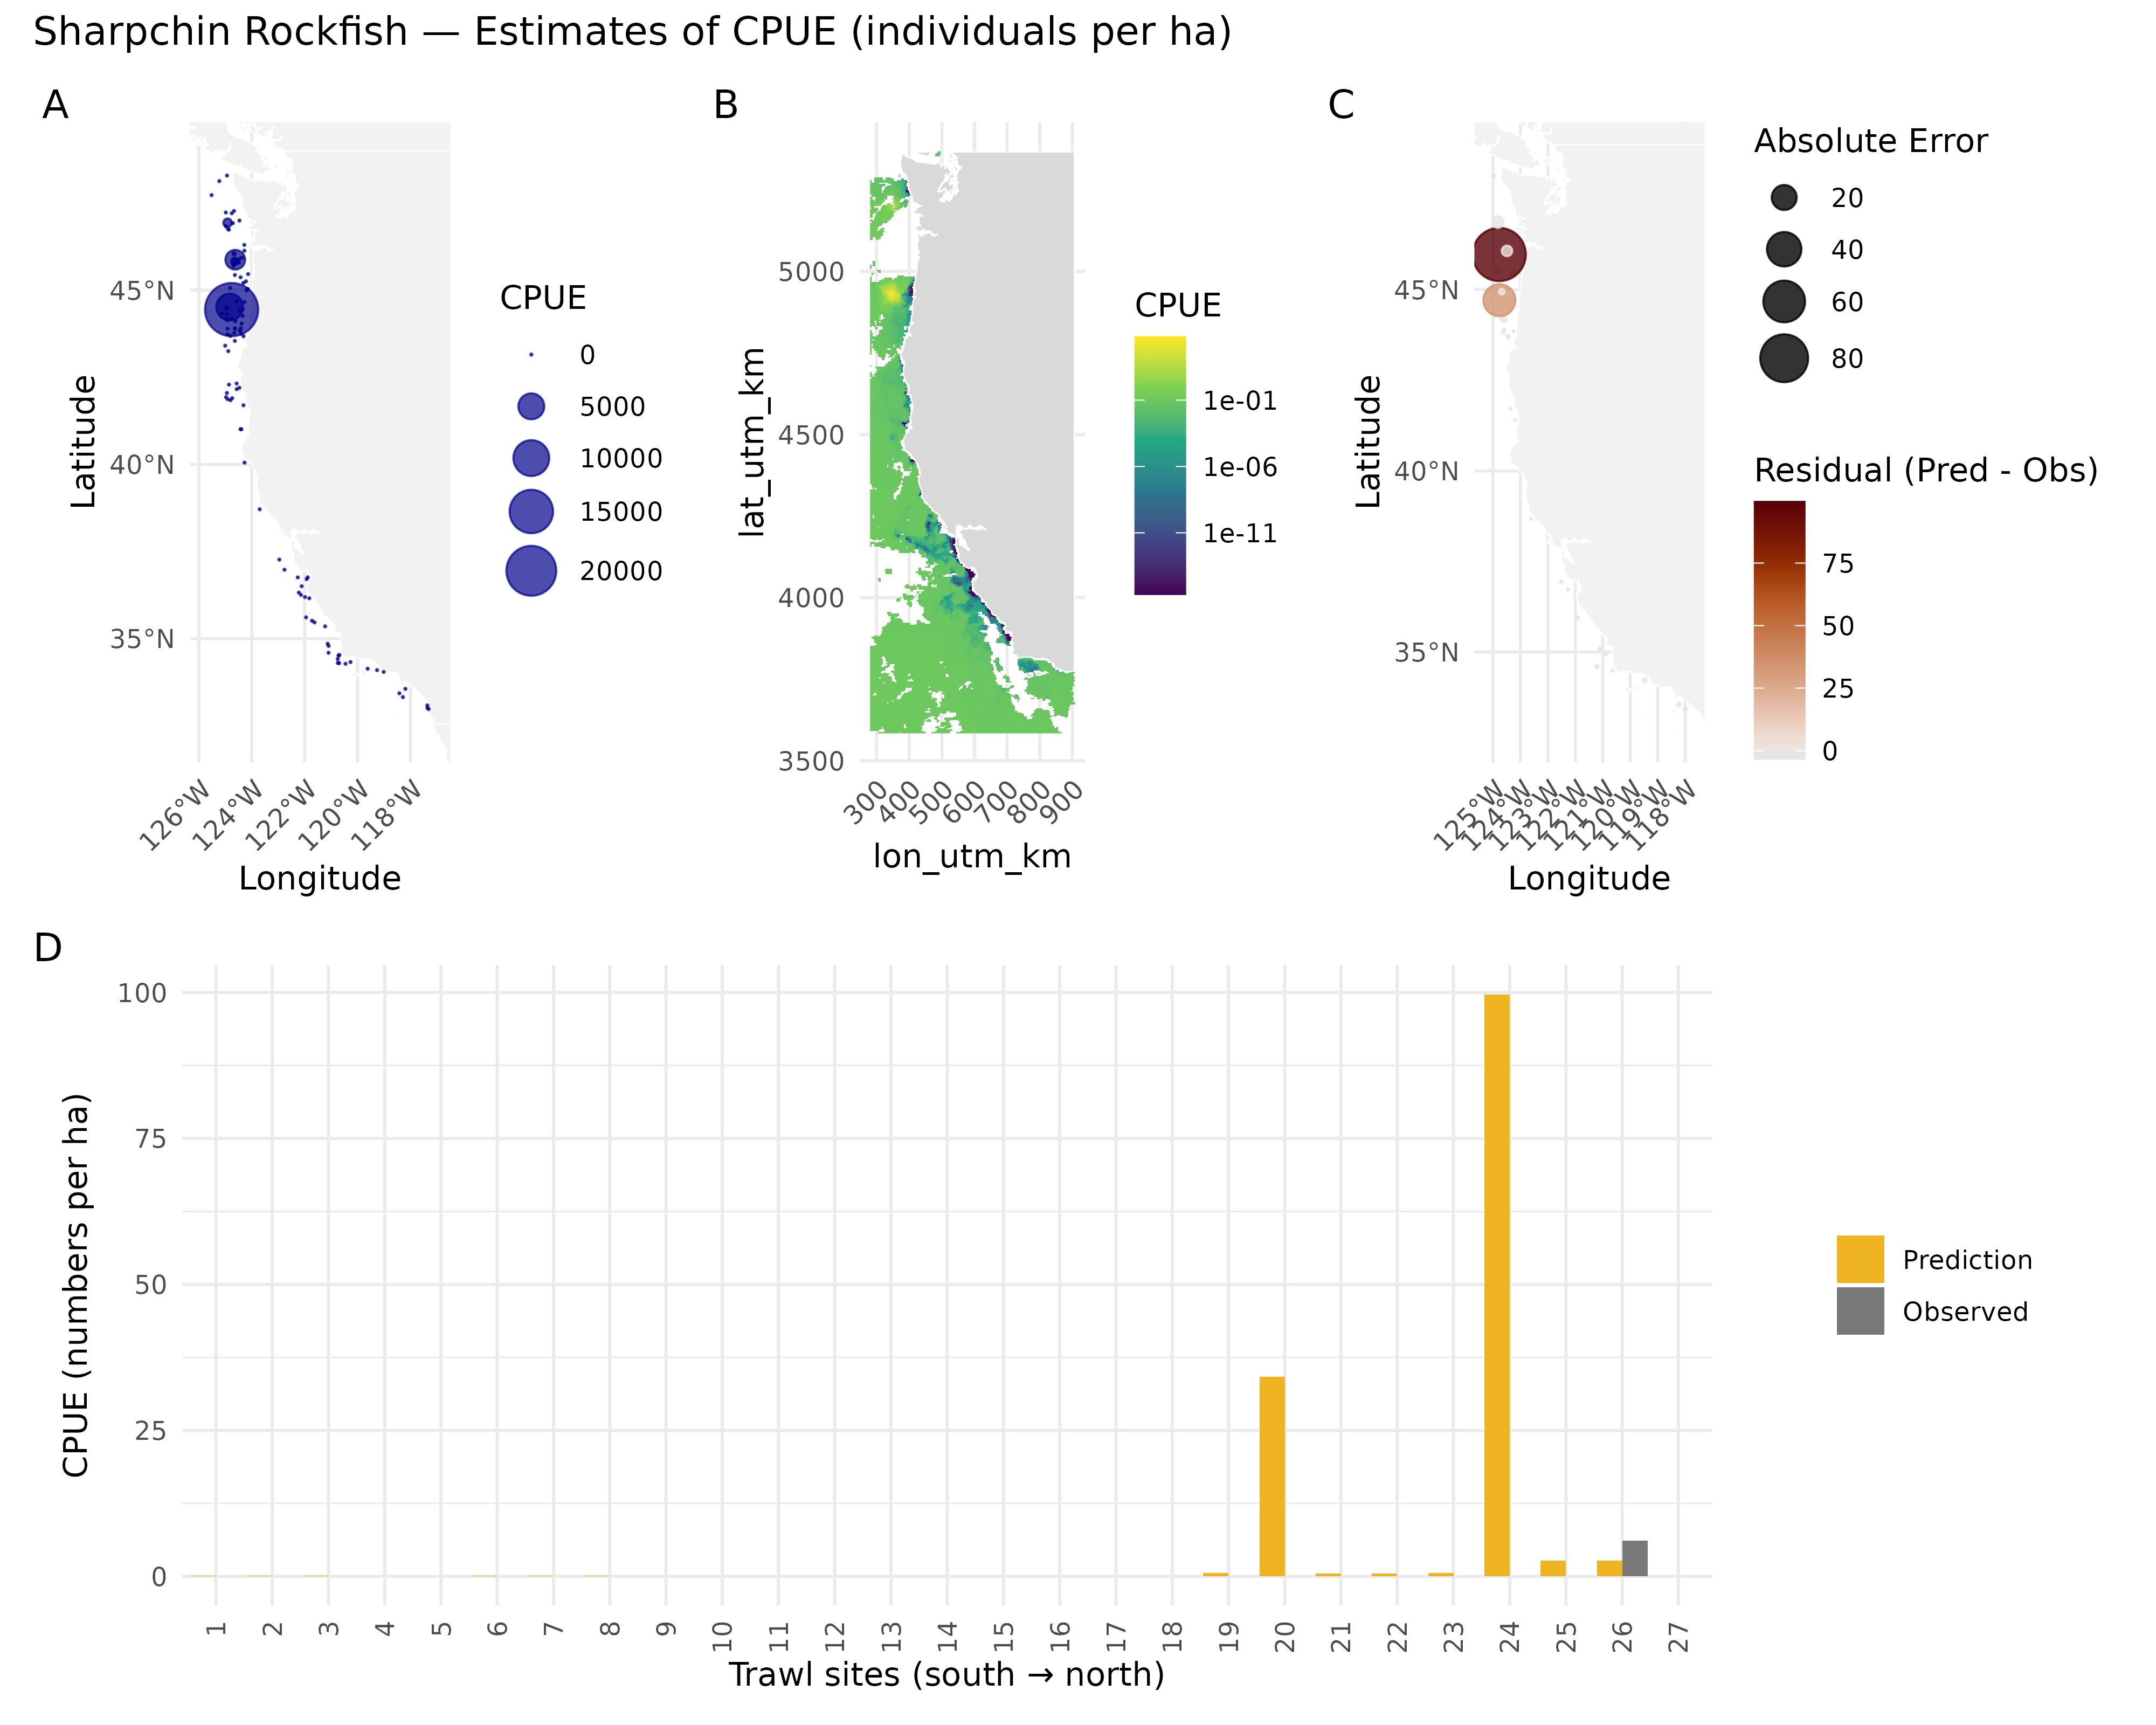 Sharpchin Rockfish — Estimates of CPUE (individuals per ha)
A
Latitude
45°N
40°N
35°N
126°W
124°W
122°W
120°W
118°W
Longitude
CPUE
0
5000
10000
15000
20000
B
lat_utm_km
5000
4500
4000
3500
300
400
500
600
700
800
900
lon_utm_km
CPUE
1e-01
1e-06
1e-11
C
Latitude
45°N
40°N
35°N
125°W
124°W
123°W
122°W
121°W
120°W
119°W
118°W
Longitude
Absolute Error
20
40
60
80
Residual (Pred - Obs)
75
50
25
0
D
CPUE (numbers per ha)
100
75
50
25
0
1
2
3
4
5
6
7
8
9
10
11
12
13
14
15
16
17
18
19
20
21
22
23
24
25
26
27
Trawl sites (south → north)
Prediction
Observed